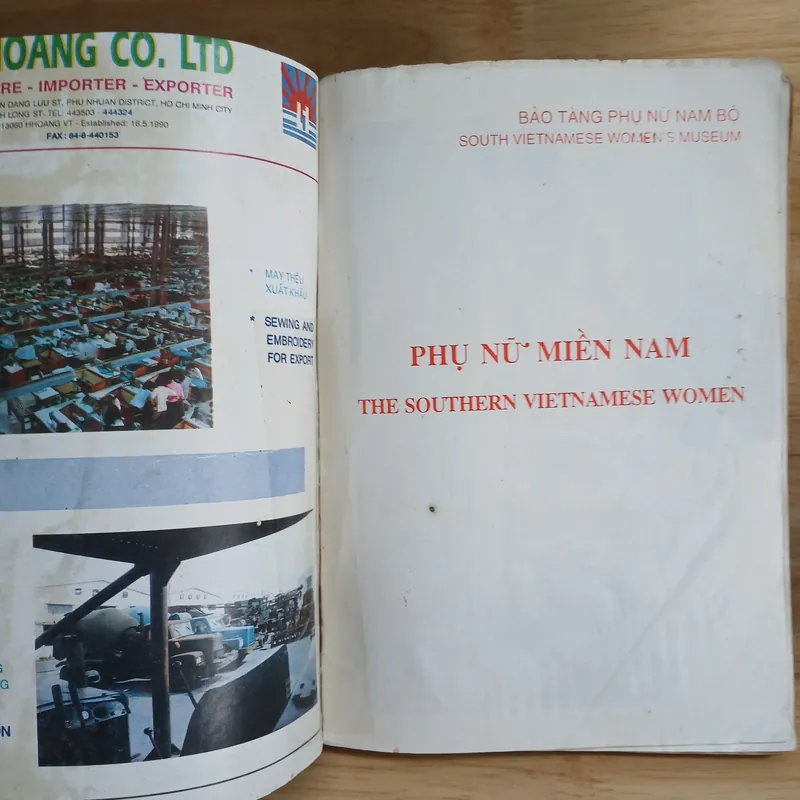 HOANG CO. LTD
RE - IMPORTER - EXPORTER
N DANG LUU ST, PHU NHUAN DISTRICT, HO CHI MINH CITY
H LONG ST- TEL: 443503 - 444324
13060 HHOANG VT - Established: 16.5.1990
FAX: 84-8-440153
* MAY THÊU
XUẤT KHẨU
* SEWING AND
EMBROIDERY
FOR EXPORT
G
NG
ON
BẢO TÀNG PHỤ NỮ NAM BỘ
SOUTH VIETNAMESE WOMEN'S MUSEUM
PHỤ NỮ MIỀN NAM
THE SOUTHERN VIETNAMESE WOMEN